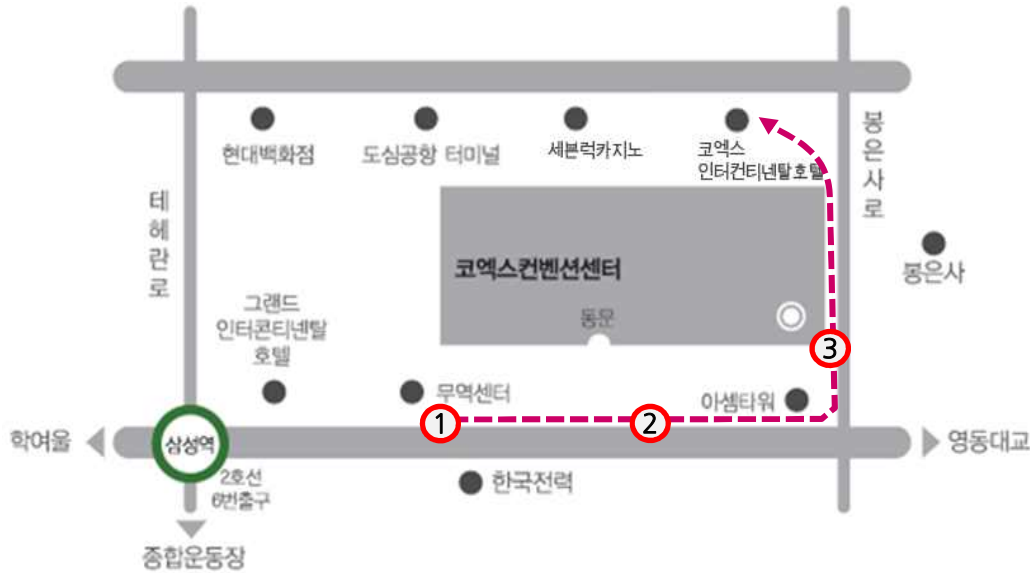 현대백화점
도심공항 터미널
세븐럭카지노
코엑스
인터컨티넨탈호텔
봉은사로
테헤란로
코엑스컨벤션센터
동문
봉은사
그랜드
인터콘티넨탈
호텔
무역센터
아셈타워
①
②
③
학여울
삼성역
영동대교
2호선
6번출구
한국전력
종합운동장